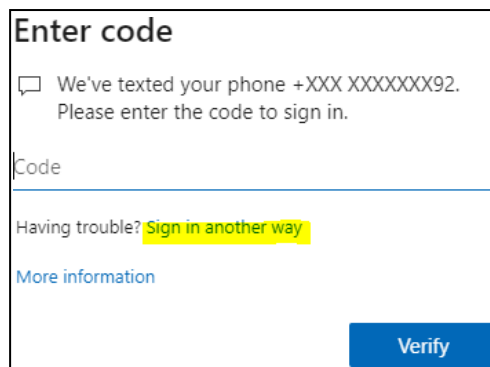 Enter code
We've texted your phone +XXX XXXXXXX92.
Please enter the code to sign in.
Code
Having trouble? Sign in another way
More information
Verify